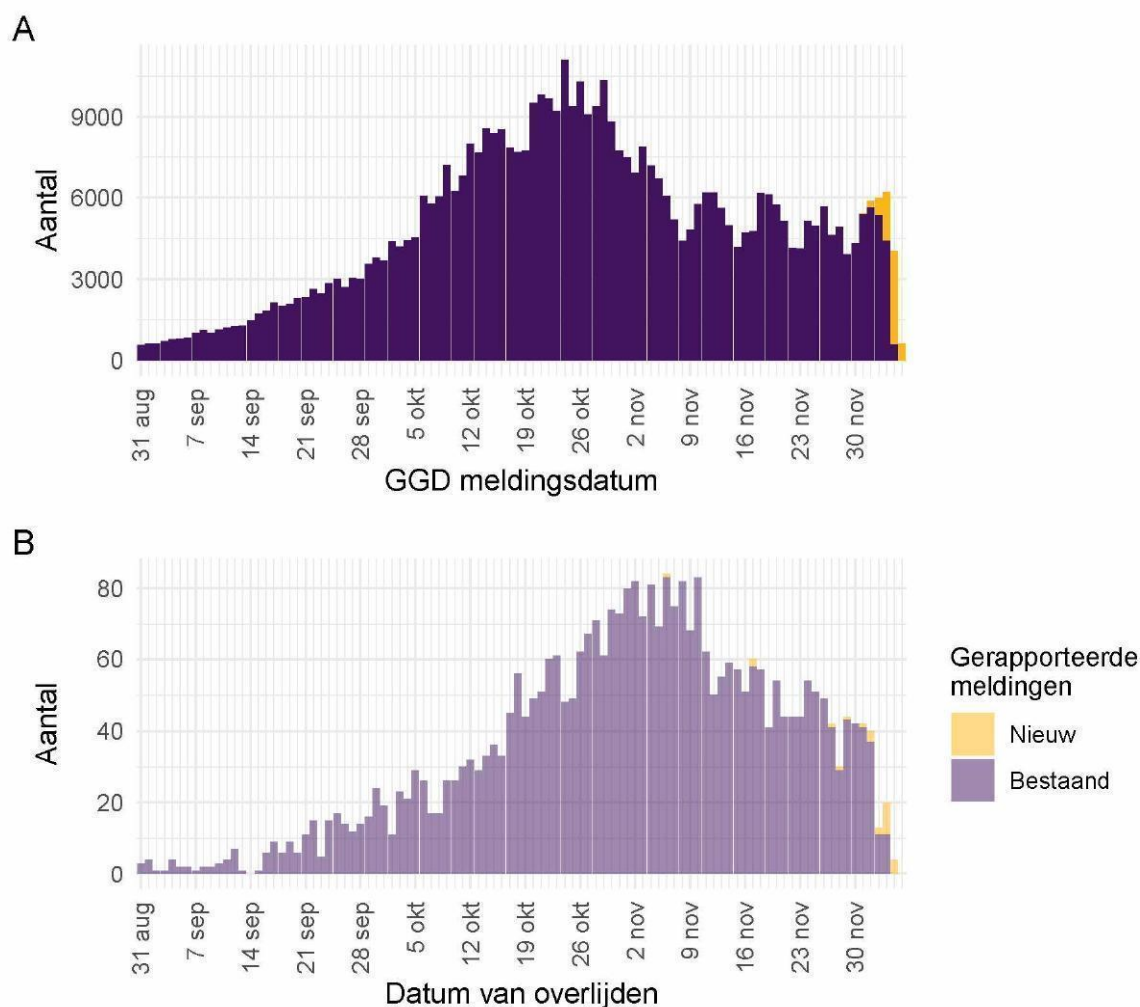 A
Aantal
9000
6000
3000
0
31 aug
7 sep
14 sep
21 sep
28 sep
5 okt
12 okt
19 okt
26 okt
2 nov
9 nov
16 nov
23 nov
30 nov
GGD meldingsdatum
B
Aantal
80
60
40
20
0
31 aug
7 sep
14 sep
21 sep
28 sep
5 okt
12 okt
19 okt
26 okt
2 nov
9 nov
16 nov
23 nov
30 nov
Datum van overlijden
Gerapporteerde
meldingen
Nieuw
Bestaand